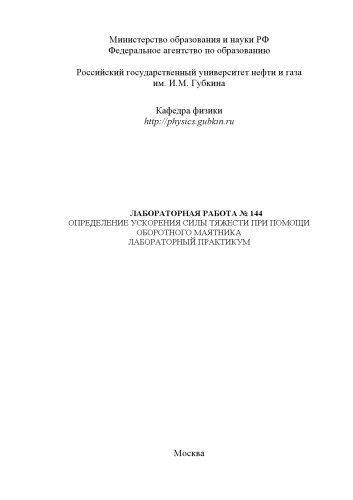 Министерство образования и науки РФ
Федеральное агентство по образованию
Российский государственный университет нефти и газа
им. И.М. Губкина
Кафедра физики
http://physics.gubkin.ru
ЛАБОРАТОРНАЯ РАБОТА № 144
ОПРЕДЕЛЕНИЕ УСКОРЕНИЯ СИЛЫ ТЯЖЕСТИ ПРИ ПОМОЩИ
ОБОРОТНОГО МАЯТНИКА
ЛАБОРАТОРНЫЙ ПРАКТИКУМ
Москва